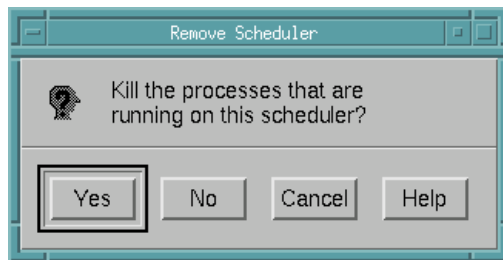 Remove Scheduler
Kill the processes that are
running on this scheduler?
Yes
No
Cancel
Help